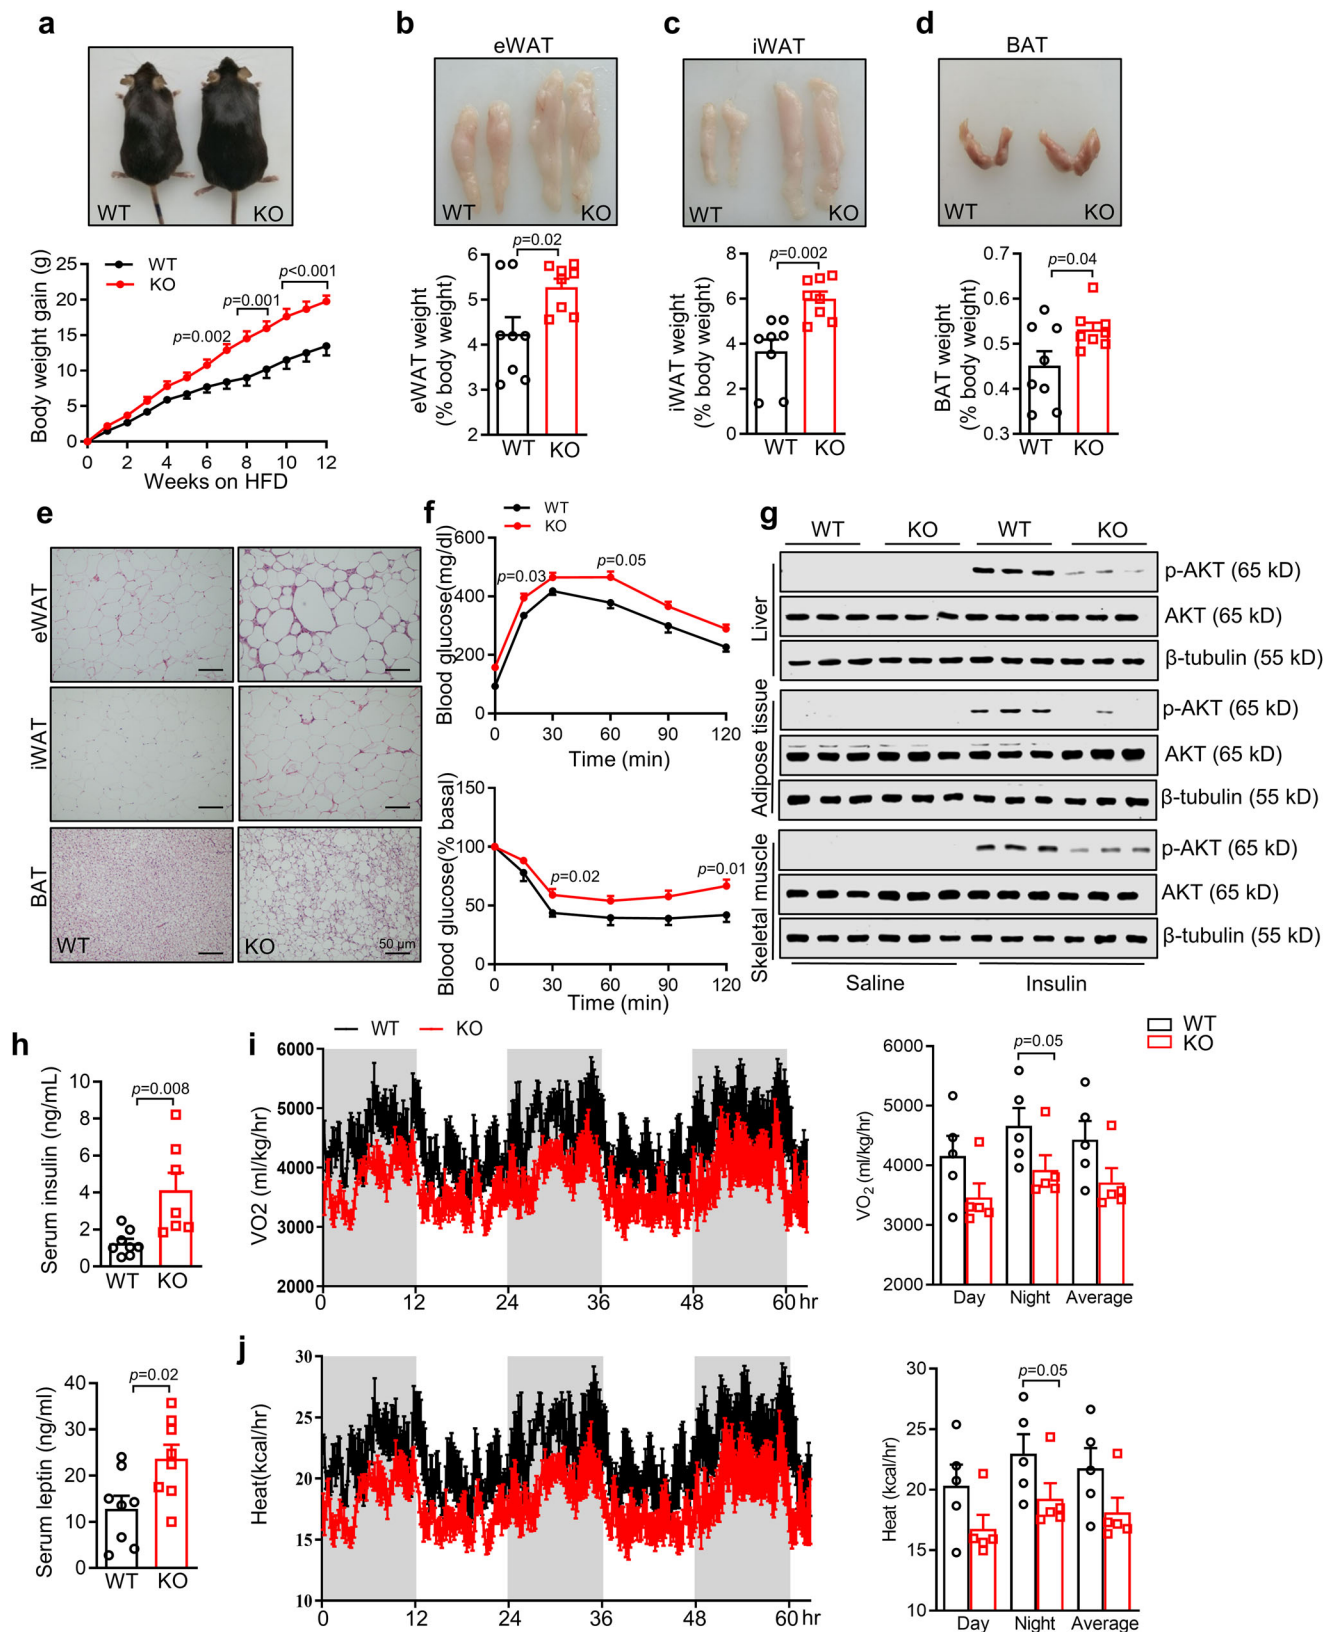 a
WT
KO
WT
KO
Body weight gain (g)
25
20
15
10
5
0
p=0.002
p=0.001
p<0.001
0 2 4 6 8 10 12
Weeks on HFD
b
eWAT
WT
KO
p=0.02
eWAT weight
(% body weight)
6
5
4
3
2
WT KO
c
iWAT
WT
KO
p=0.002
iWAT weight
(% body weight)
8
6
4
2
0
WT KO
d
BAT
WT
KO
p=0.04
BAT weight
(% body weight)
0.7
0.6
0.5
0.4
0.3
WT KO
e
eWAT
iWAT
BAT
WT
KO
50 µm
f
WT
KO
Blood glucose(mg/dl)
600
400
200
0
p=0.03
p=0.05
0 30 60 90 120
Time (min)
Blood glucose(% basal)
150
100
50
0
p=0.02
p=0.01
0 30 60 90 120
Time (min)
g
WT KO WT KO
Liver
p-AKT (65 kD)
AKT (65 kD)
β-tubulin (55 kD)
Adipose tissue
p-AKT (65 kD)
AKT (65 kD)
β-tubulin (55 kD)
Skeletal muscle
p-AKT (65 kD)
AKT (65 kD)
β-tubulin (55 kD)
Saline Insulin
h
Serum insulin (ng/mL)
10
8
6
4
2
0
p=0.008
WT KO
Serum leptin (ng/ml)
40
30
20
10
0
p=0.02
WT KO
i
WT KO
VO2 (ml/kg/hr)
6000
5000
4000
3000
2000
0 12 24 36 48 60 hr
WT
KO
VO2 (ml/kg/hr)
6000
5000
4000
3000
2000
p=0.05
Day Night Average
j
Heat(kcal/hr)
30
25
20
15
10
0 12 24 36 48 60 hr
Heat (kcal/hr)
30
25
20
15
10
p=0.05
Day Night Average